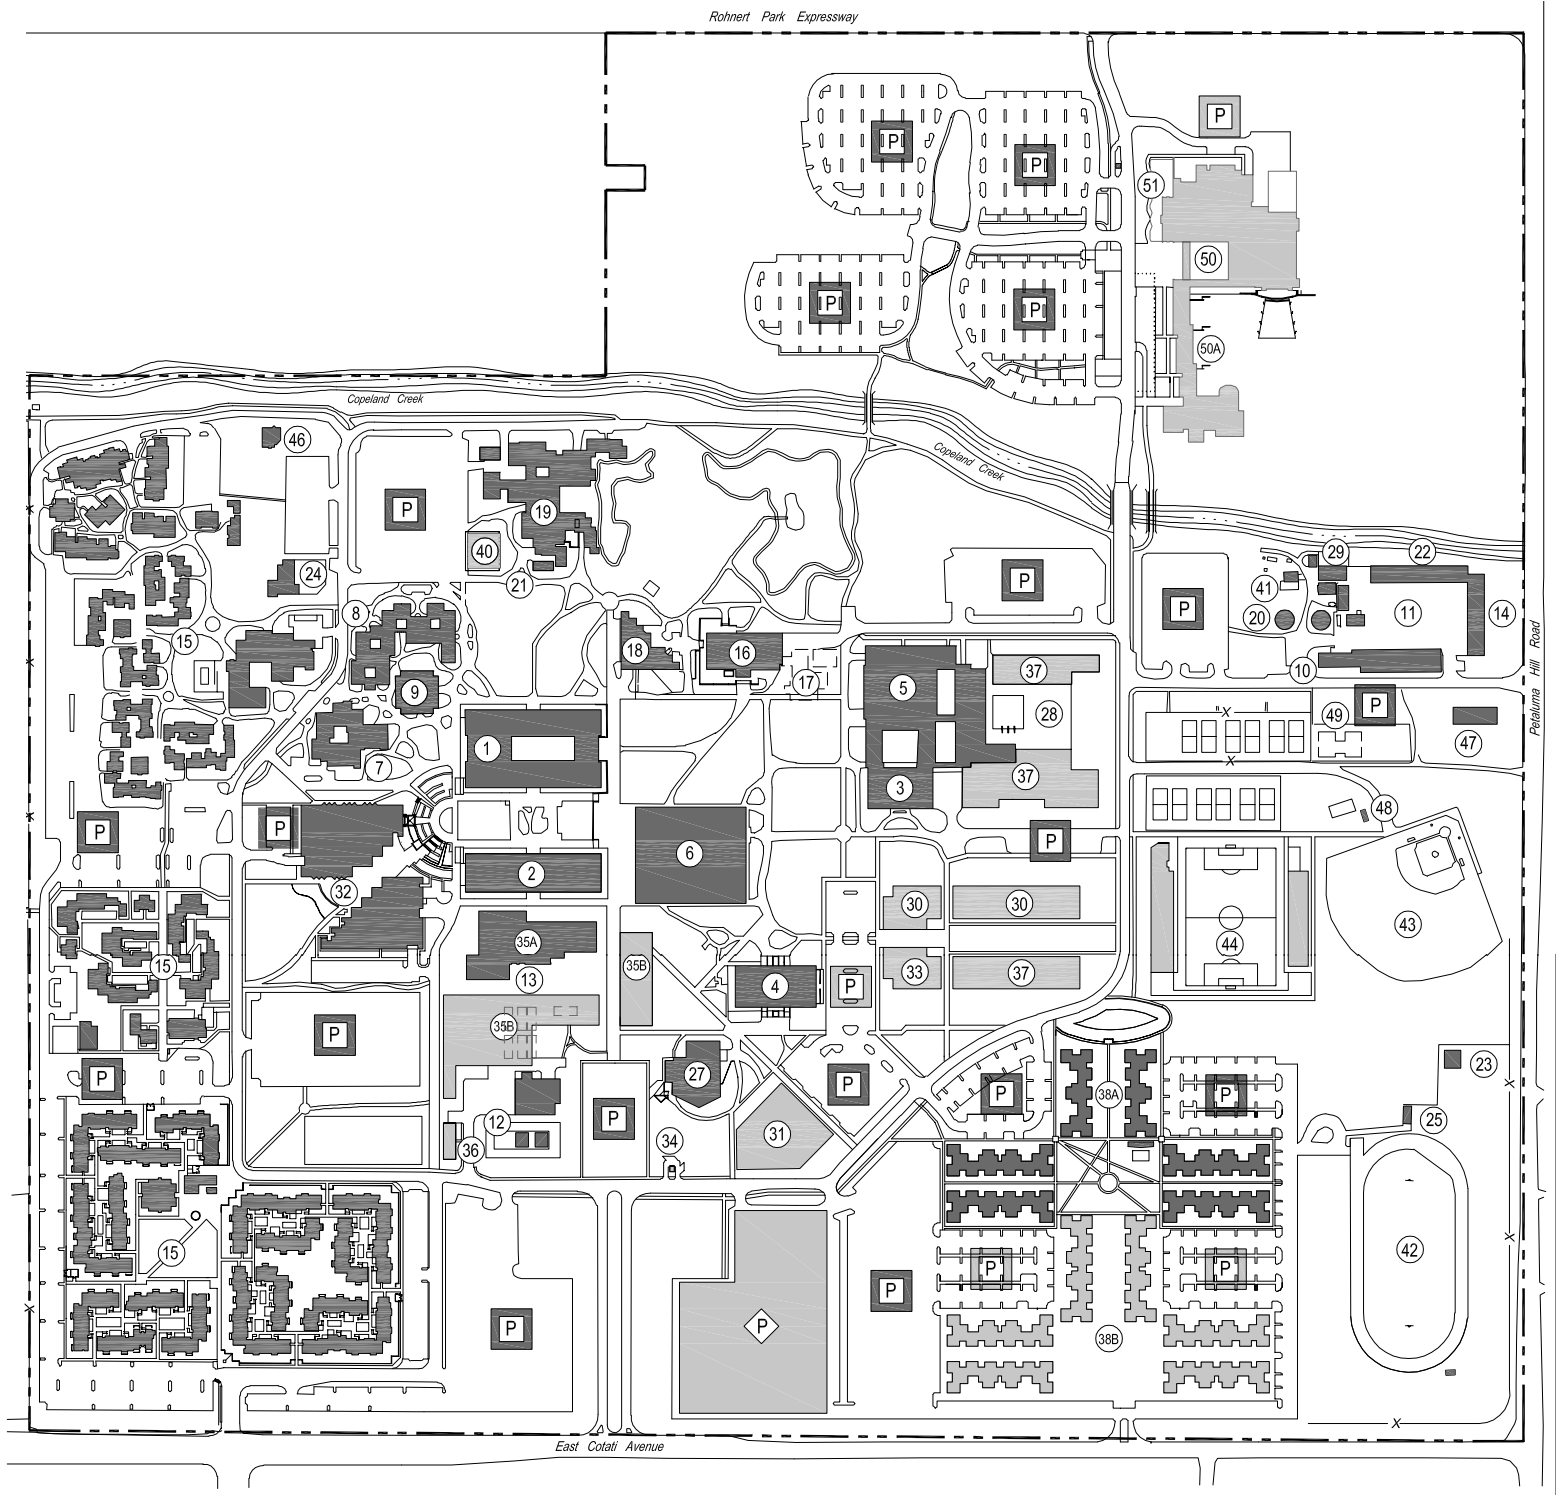 Rohnert Park Expressway
P
P
P
51
50
P
P
50A
Copeland Creek
Copeland Creek
46
P
19
40
21
24
8
15
9
18
16
17
P
5
37
28
P
29
22
41
20
11
14
10
Petaluma Hill Road
1
7
3
37
X
49
P
47
X
48
P
P
2
6
P
32
30
30
43
44
35A
35B
13
15
4
P
33
37
35B
P
P
27
P
P
38A
P
23
X
P
12
36
34
31
25
15
42
X
P
P
P
P
P
38B
X
X
X
X
X
East Cotati Avenue